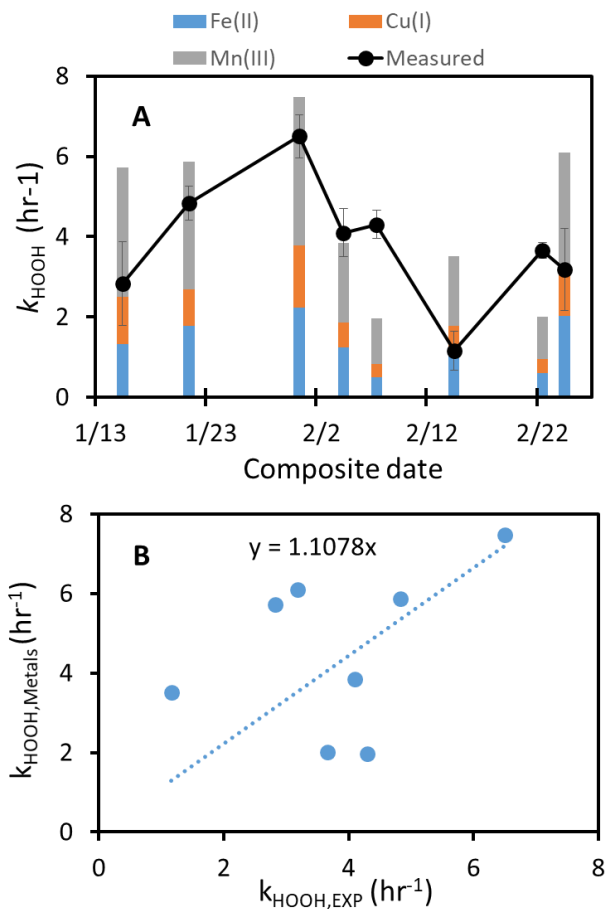 Fe(II) Cu(I)
Mn(III) Measured
A
8
6
4
2
0
kHOOH (hr-1)
1/13 1/23 2/2 2/12 2/22
Composite date
B
y = 1.1078x
8
6
4
2
0
kHOOH,Metals (hr⁻¹)
0 2 4 6 8
kHOOH,EXP (hr⁻¹)